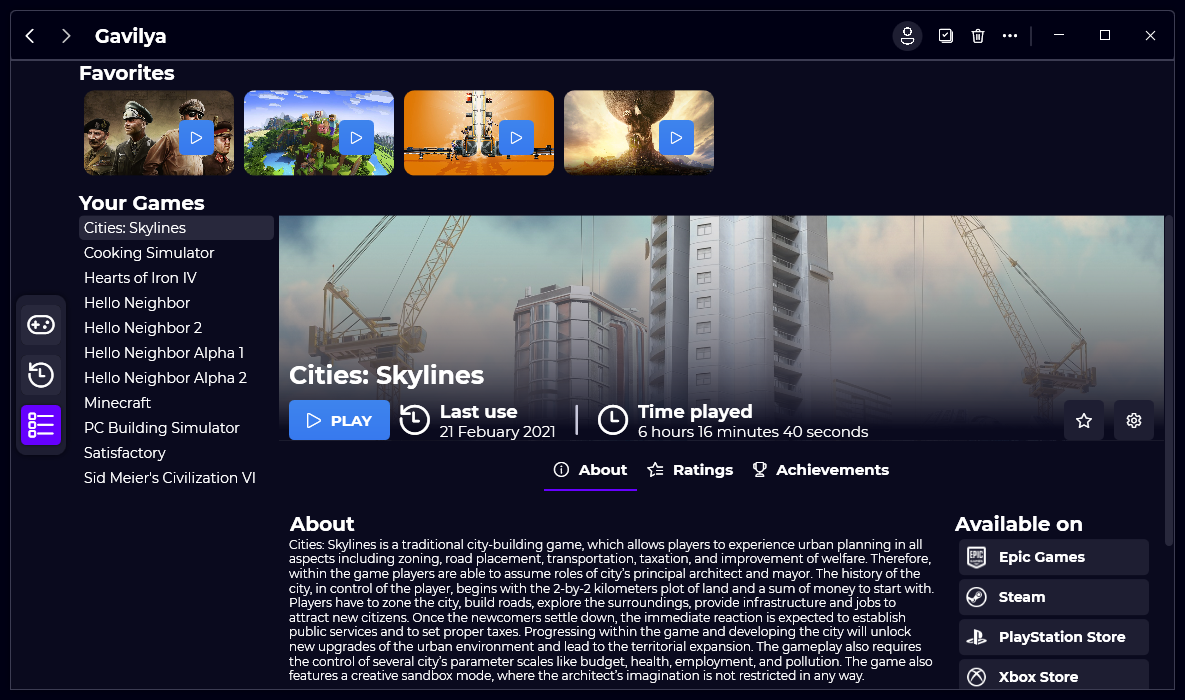 Gavilya
Favorites
Your Games
Cities: Skylines
Cooking Simulator
Hearts of Iron IV
Hello Neighbor
Hello Neighbor 2
Hello Neighbor Alpha 1
Hello Neighbor Alpha 2
Minecraft
PC Building Simulator
Satisfactory
Sid Meier's Civilization VI
Cities: Skylines
PLAY
Last use
21 Febuary 2021
Time played
6 hours 16 minutes 40 seconds
About
Ratings
Achievements
About
Cities: Skylines is a traditional city-building game, which allows players to experience urban planning in all
aspects including zoning, road placement, transportation, taxation, and improvement of welfare. Therefore,
within the game players are able to assume roles of city's principal architect and mayor. The history of the
city, in control of the player, begins with the 2-by-2 kilometers plot of land and a sum of money to start with.
Players have to zone the city, build roads, explore the surroundings, provide infrastructure and jobs to
attract new citizens. Once the newcomers settle down, the immediate reaction is expected to establish
public services and to set proper taxes. Progressing within the game and developing the city will unlock
new upgrades of the urban environment and lead to the territorial expansion. The gameplay also requires
the control of several city's parameter scales like budget, health, employment, and pollution. The game also
features a creative sandbox mode, where the architect's imagination is not restricted in any way.
Available on
EPIC
Epic Games
Steam
PlayStation Store
Xbox Store